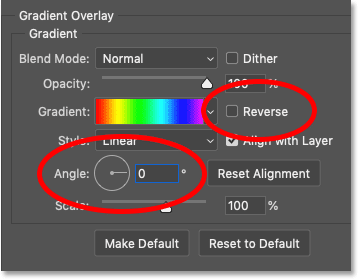 Gradient Overlay
Gradient
Blend Mode: Normal Dither
Opacity: 100 %
Gradient: Reverse
Style: Linear Align with Layer
Angle: 0 ° Reset Alignment
Scale: 100 %
Make Default Reset to Default